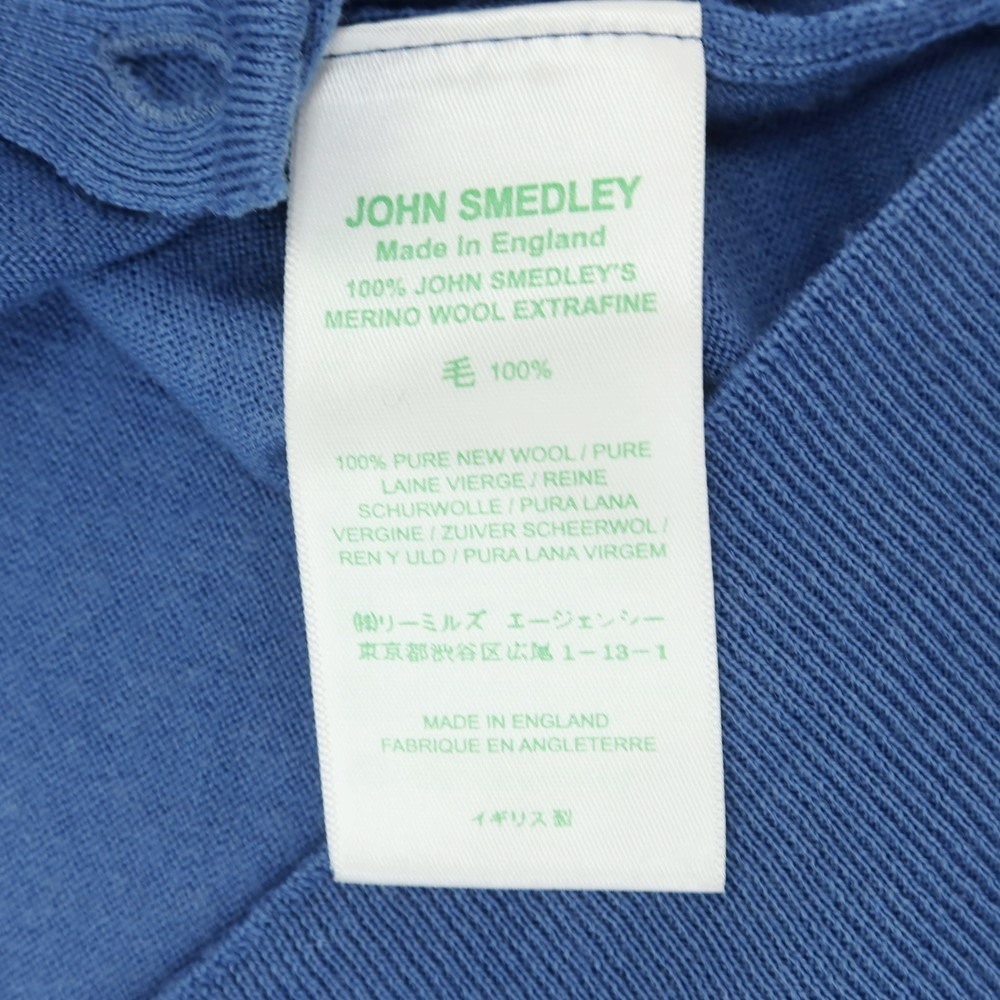 JOHN SMEDLEY
Made In England
100% JOHN SMEDLEY'S
MERINO WOOL EXTRAFINE
毛 100%
100% PURE NEW WOOL / PURE
LAINE VIERGE / REINE
SCHURWOLLE / PURA LANA
VERGINE / ZUIVER SCHEERWOL /
REN Y ULD / PURA LANA VIRGEM
㈱リーミルズ エージェンシー
東京都渋谷区広尾 1-13-1
MADE IN ENGLAND
FABRIQUE EN ANGLETERRE
イギリス製